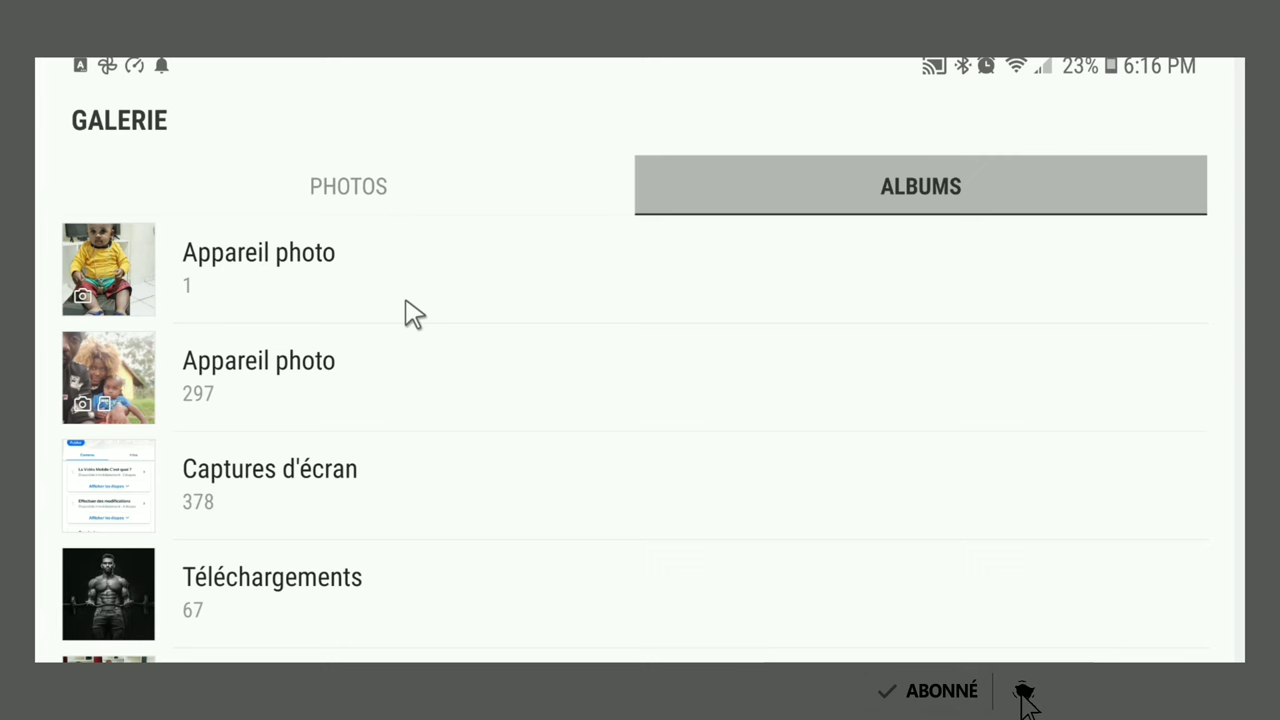 23% 6:16 PM
GALERIE
PHOTOS
ALBUMS
Appareil photo
1
Appareil photo
297
Captures d'écran
378
Téléchargements
67
ABONNÉ